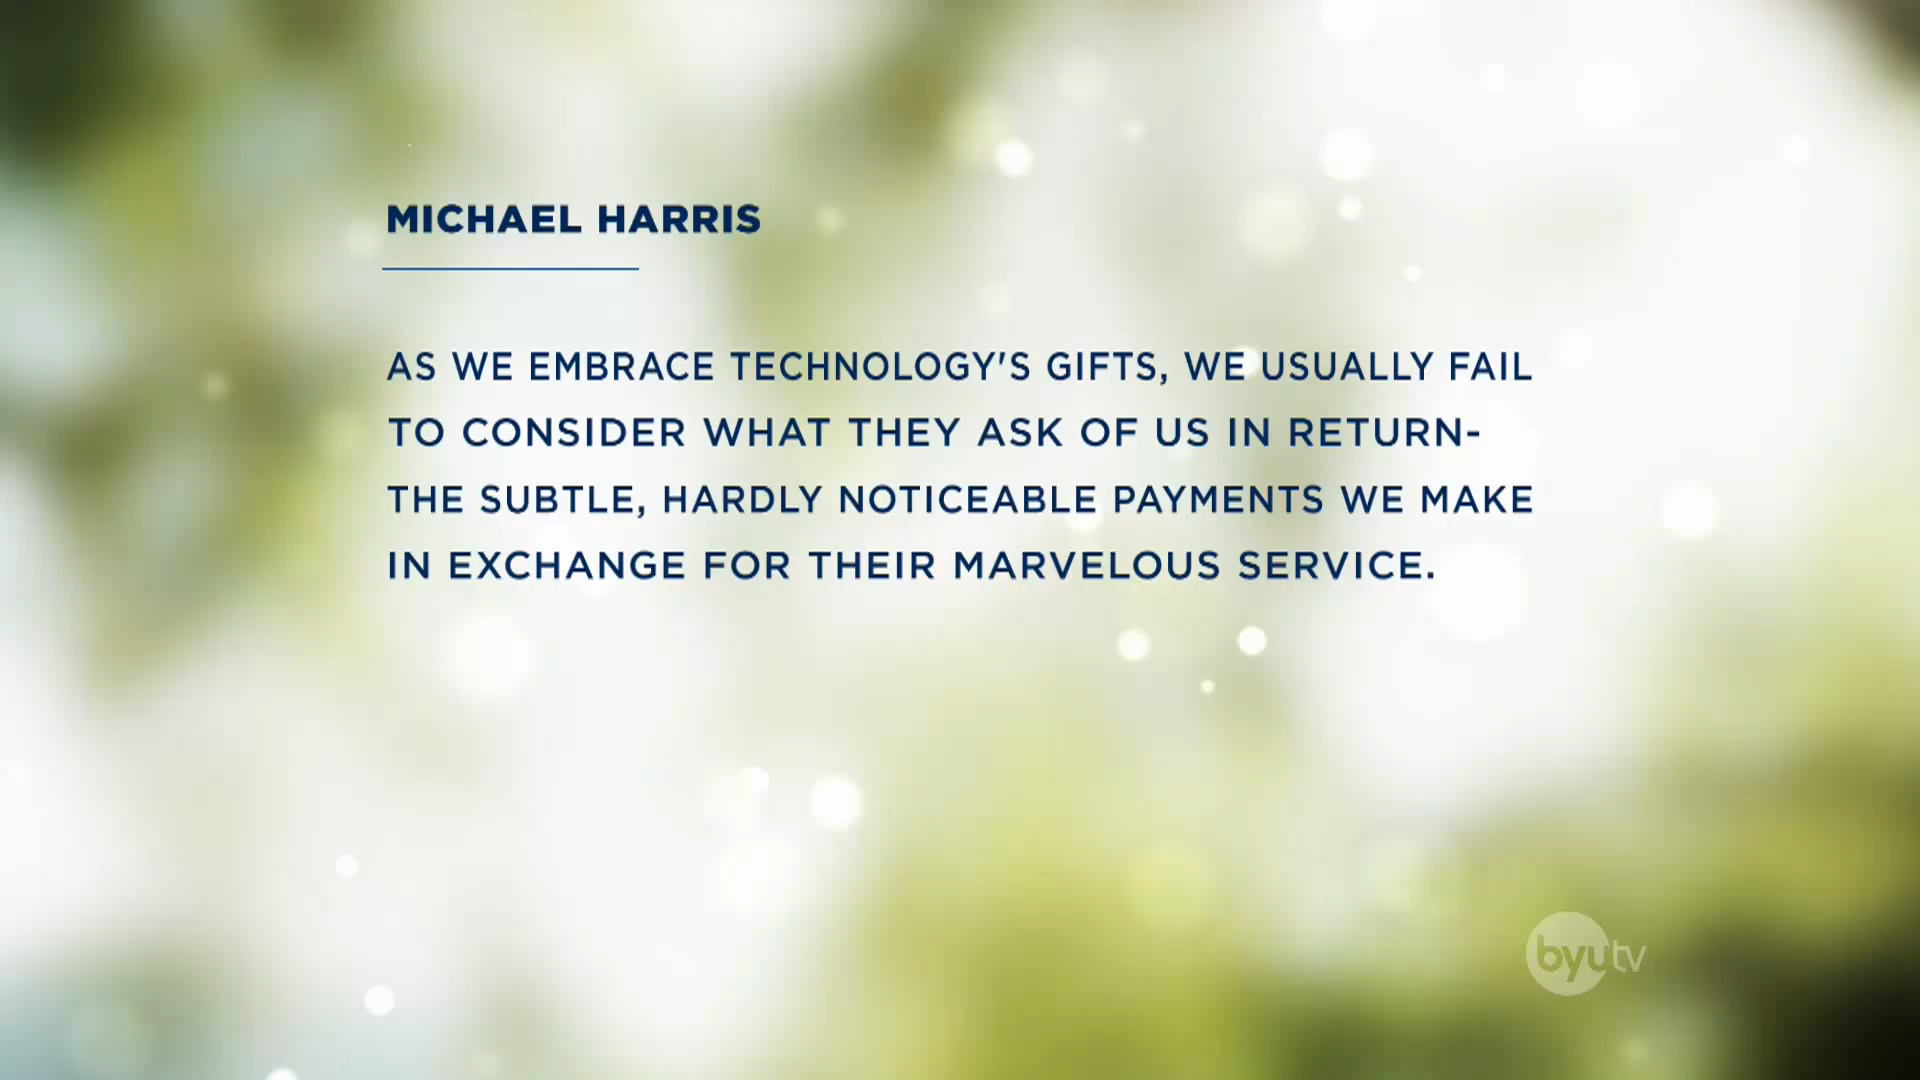 MICHAEL HARRIS
AS WE EMBRACE TECHNOLOGY'S GIFTS, WE USUALLY FAIL
TO CONSIDER WHAT THEY ASK OF US IN RETURN-
THE SUBTLE, HARDLY NOTICEABLE PAYMENTS WE MAKE
IN EXCHANGE FOR THEIR MARVELOUS SERVICE.
byutv